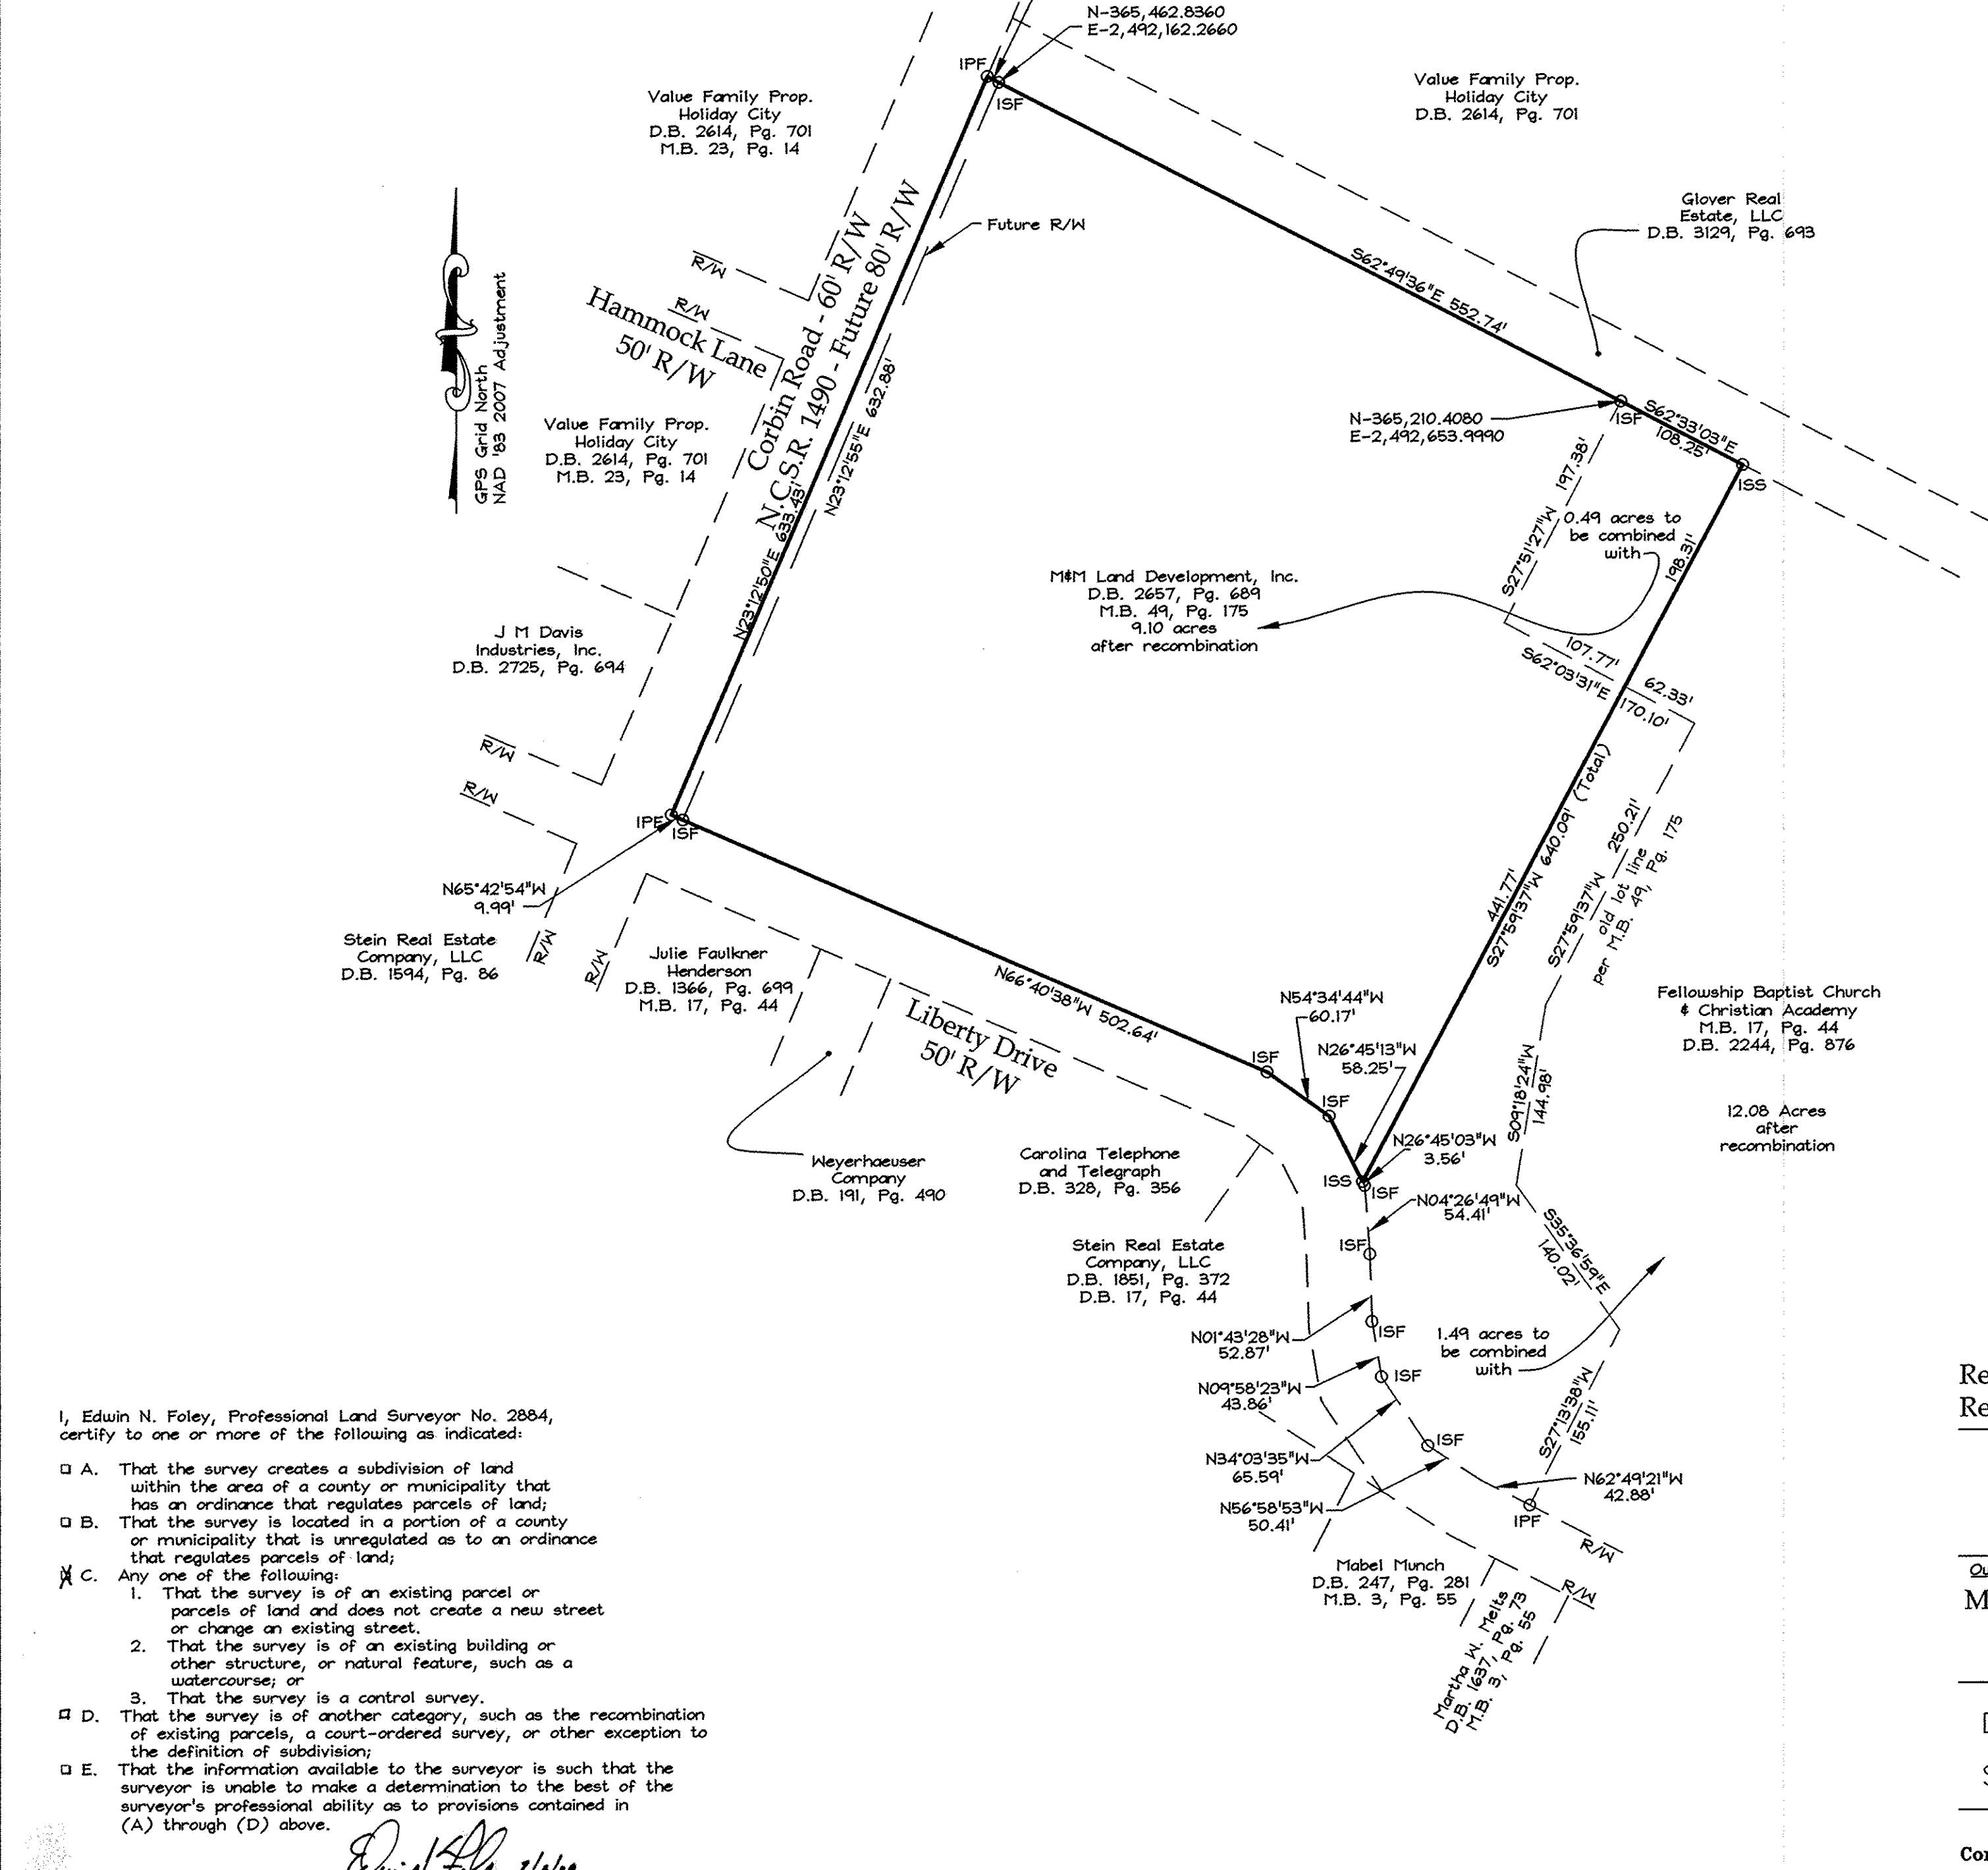 N-365,462.8360
E-2,492,162.2660
IPF
ISF
Value Family Prop.
Holiday City
D.B. 2614, Pg. 701
M.B. 23, Pg. 14
Value Family Prop.
Holiday City
D.B. 2614, Pg. 701
Glover Real
Estate, LLC
D.B. 3129, Pg. 693
Future R/W
S62°49'36"E 552.74'
R/W
R/W
Hammock Lane
50' R/W
Corbin Road - 60' R/W
N.C.S.R. 1490 - Future 80' R/W
N23°12'55"E 632.88'
N23°12'50"E 633.43'
GPS Grid North
NAD '83 2007 Adjustment
Value Family Prop.
Holiday City
D.B. 2614, Pg. 701
M.B. 23, Pg. 14
N-365,210.4080
E-2,492,653.9990
ISF
S62°33'03"E
108.25'
ISS
S27°51'27"W 197.38'
0.49 acres to
be combined
with
198.31'
M&M Land Development, Inc.
D.B. 2657, Pg. 689
M.B. 49, Pg. 175
9.10 acres
after recombination
J M Davis
Industries, Inc.
D.B. 2725, Pg. 694
107.77'
S62°03'31"E
62.33'
170.10'
R/W
R/W
IPF
ISF
441.77'
S27°59'37"W 640.09' (Total)
S27°59'37"W 250.21'
old lot line
per M.B. 49, Pg. 175
N65°42'54"W
9.99'
Stein Real Estate
Company, LLC
D.B. 1594, Pg. 86
R/W
R/W
Julie Faulkner
Henderson
D.B. 1366, Pg. 699
M.B. 17, Pg. 44
N66°40'38"W 502.64'
Liberty Drive
50' R/W
N54°34'44"W
60.17'
N26°45'13"W
58.25'
ISF
ISF
Fellowship Baptist Church
& Christian Academy
M.B. 17, Pg. 44
D.B. 2244, Pg. 876
12.08 Acres
after
recombination
S09°18'24"W
144.98'
Weyerhaeuser
Company
D.B. 191, Pg. 490
Carolina Telephone
and Telegraph
D.B. 328, Pg. 356
N26°45'03"W
3.56'
ISS
ISF
N04°26'49"W
54.41'
ISF
Stein Real Estate
Company, LLC
D.B. 1851, Pg. 372
D.B. 17, Pg. 44
S35°36'59"E
140.02'
N01°43'28"W
52.87'
ISF
1.49 acres to
be combined
with
N09°58'23"W
43.86'
ISF
S27°13'38"W
155.11'
N34°03'35"W
65.59'
ISF
N56°58'53"W
50.41'
N62°49'21"W
42.88'
IPF
R/W
R/W
Mabel Munch
D.B. 247, Pg. 281
M.B. 3, Pg. 55
Martha W. Melts
D.B. 1637, Pg. 73
M.B. 3, Pg. 55
I, Edwin N. Foley, Professional Land Surveyor No. 2884,
certify to one or more of the following as indicated:
A. That the survey creates a subdivision of land
within the area of a county or municipality that
has an ordinance that regulates parcels of land;
B. That the survey is located in a portion of a county
or municipality that is unregulated as to an ordinance
that regulates parcels of land;
X C. Any one of the following:
1. That the survey is of an existing parcel or
parcels of land and does not create a new street
or change an existing street.
2. That the survey is of an existing building or
other structure, or natural feature, such as a
watercourse; or
3. That the survey is a control survey.
D. That the survey is of another category, such as the recombination
of existing parcels, a court-ordered survey, or other exception to
the definition of subdivision;
E. That the information available to the surveyor is such that the
surveyor is unable to make a determination to the best of the
surveyor's professional ability as to provisions contained in
(A) through (D) above.
Re
Re
M